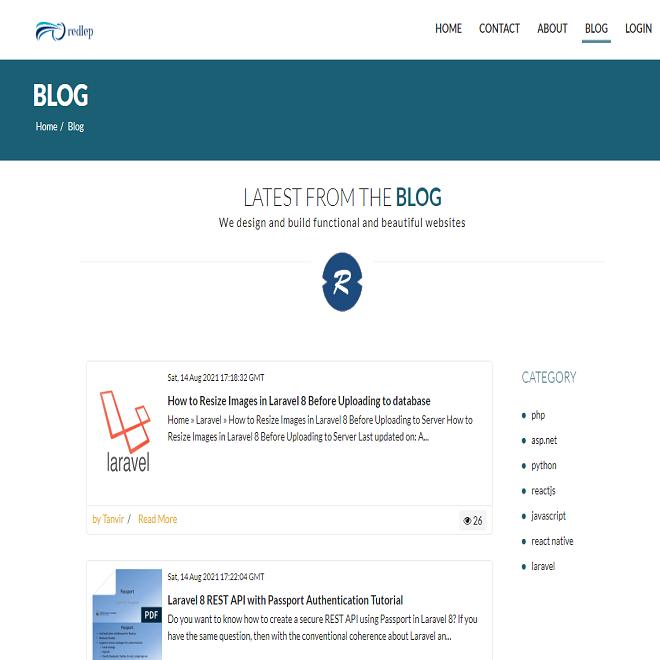 redlep
HOME CONTACT ABOUT BLOG LOGIN
BLOG
Home / Blog
LATEST FROM THE BLOG
We design and build functional and beautiful websites
R
Sat, 14 Aug 2021 17:18:32 GMT
How to Resize Images in Laravel 8 Before Uploading to database
Home » Laravel » How to Resize Images in Laravel 8 Before Uploading to Server How to
Resize Images in Laravel 8 Before Uploading to Server Last updated on: A...
laravel
by Tanvir / Read More
26
CATEGORY
php
asp.net
python
reactjs
javascript
react native
laravel
Sat, 14 Aug 2021 17:22:04 GMT
Laravel 8 REST API with Passport Authentication Tutorial
Do you want to know how to create a secure REST API using Passport in Laravel 8? If you
have the same question, then with the conventional coherence about Laravel an...
Passport
PDF
Passport